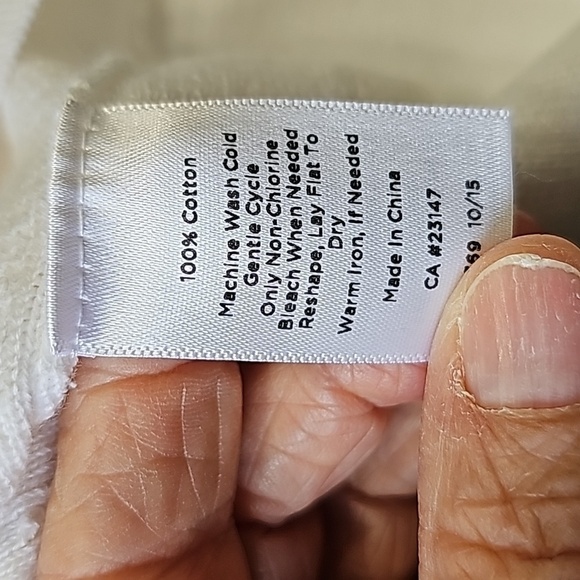 100% Cotton
Machine Wash Cold
Gentle Cycle
Only Non-Chlorine
Bleach When Needed
Reshape, Lay Flat To
Dry
Warm Iron, If Needed
Made In China
CA #23147
69 10/15